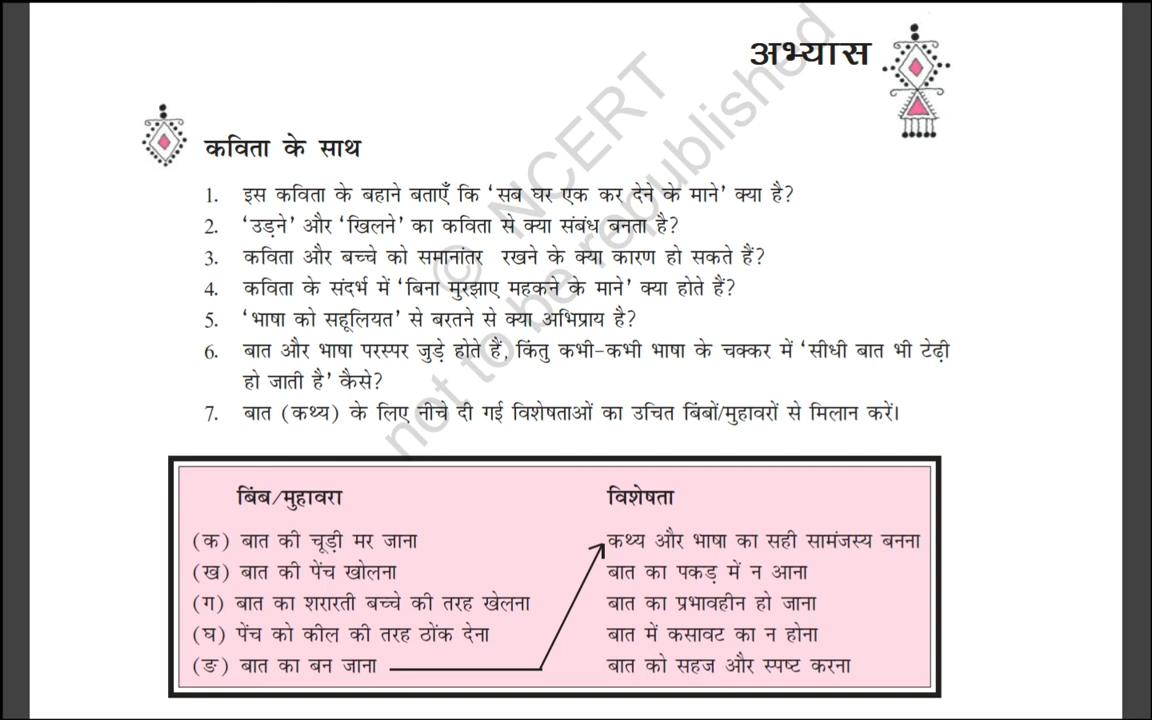 अभ्यास
कविता के साथ
1. इस कविता के बहाने बताएँ कि ‘सब घर एक कर देने के माने’ क्या है?
2. ‘उड़ने’ और ‘खिलने’ का कविता से क्या संबंध बनता है?
3. कविता और बच्चे को समानांतर रखने के क्या कारण हो सकते हैं?
4. कविता के संदर्भ में ‘बिना मुरझाए महकने के माने’ क्या होते हैं?
5. ‘भाषा को सहूलियत’ से बरतने से क्या अभिप्राय है?
6. बात और भाषा परस्पर जुड़े होते हैं, किंतु कभी-कभी भाषा के चक्कर में ‘सीधी बात भी टेढ़ी
हो जाती है’ कैसे?
7. बात (कथ्य) के लिए नीचे दी गई विशेषताओं का उचित बिंबों/मुहावरों से मिलान करें।
बिंब/मुहावरा विशेषता
(क) बात की चूड़ी मर जाना कथ्य और भाषा का सही सामंजस्य बनना
(ख) बात की पेंच खोलना बात का पकड़ में न आना
(ग) बात का शरारती बच्चे की तरह खेलना बात का प्रभावहीन हो जाना
(घ) पेंच को कील की तरह ठोंक देना बात में कसावट का न होना
(ङ) बात का बन जाना बात को सहज और स्पष्ट करना
© NCERT
not to be republished